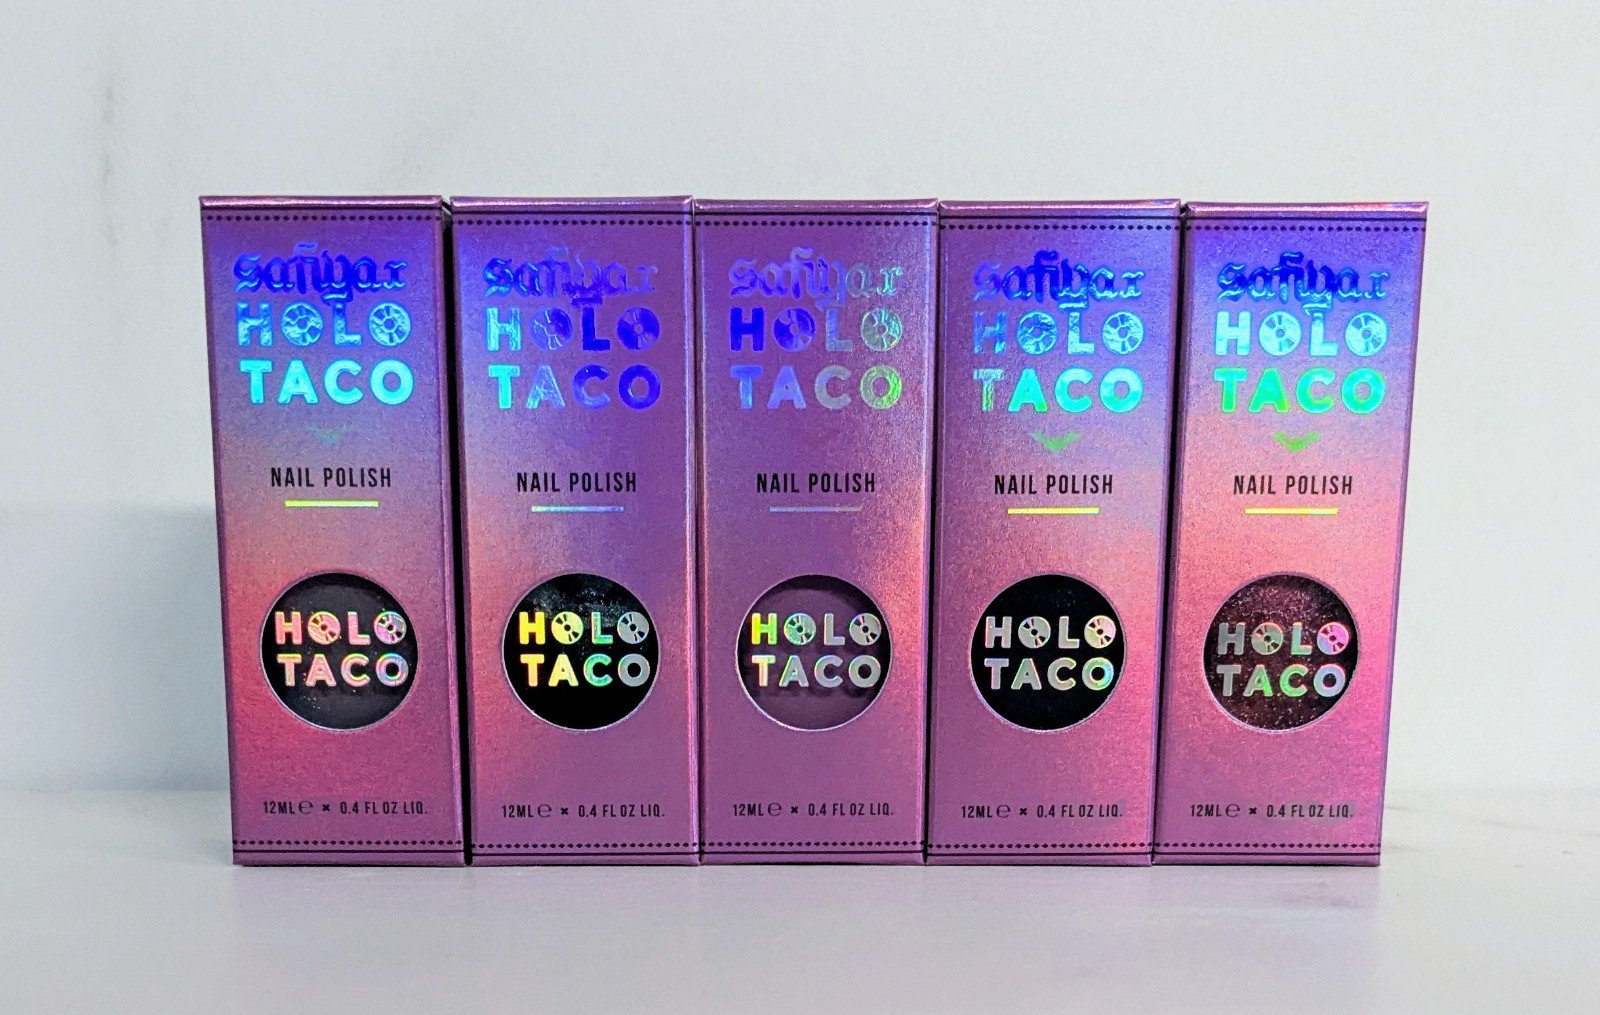 safiyax
HOLO
TACO
NAIL POLISH
HOLO
TACO
12ML℮ × 0.4 FL OZ LIQ.
safiyax
HOLO
TACO
NAIL POLISH
HOLO
TACO
12ML℮ × 0.4 FL OZ LIQ.
safiyax
HOLO
TACO
NAIL POLISH
HOLO
TACO
12ML℮ × 0.4 FL OZ LIQ.
safiyax
HOLO
TACO
NAIL POLISH
HOLO
TACO
12ML℮ × 0.4 FL OZ LIQ.
safiyax
HOLO
TACO
NAIL POLISH
HOLO
TACO
12ML℮ × 0.4 FL OZ LIQ.